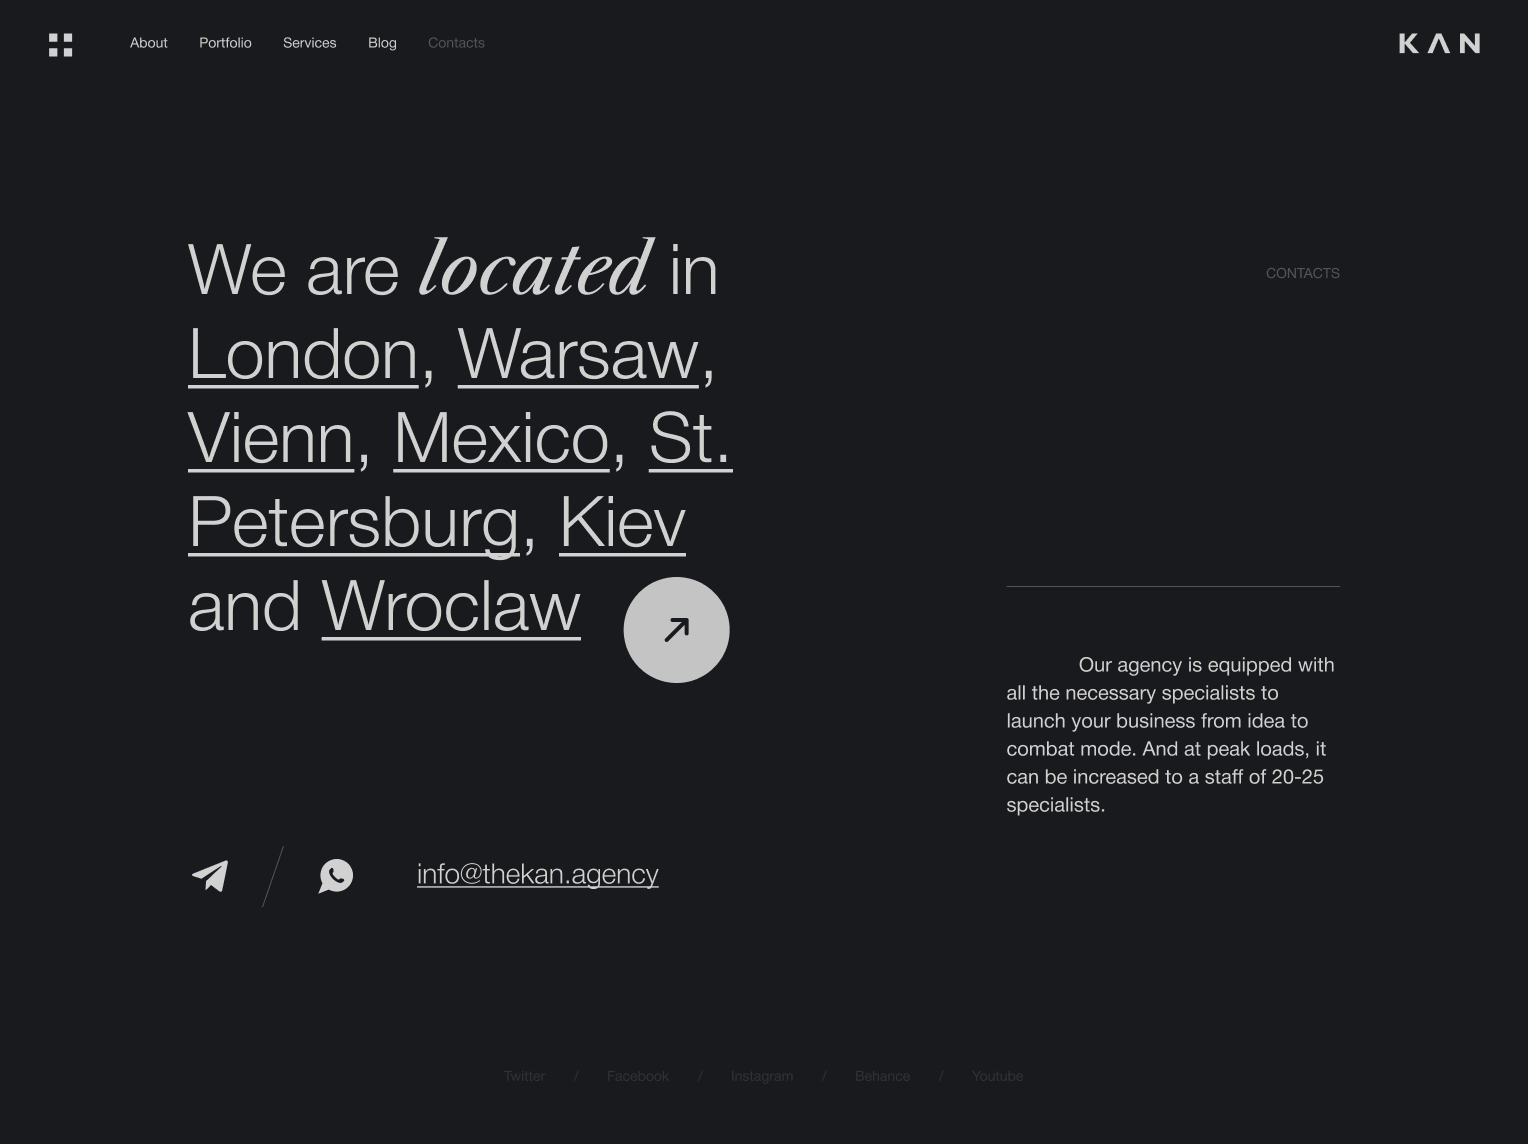 About Portfolio Services Blog Contacts
KAN
We are located in
London, Warsaw,
Vienn, Mexico, St.
Petersburg, Kiev
and Wroclaw
CONTACTS
Our agency is equipped with
all the necessary specialists to
launch your business from idea to
combat mode. And at peak loads, it
can be increased to a staff of 20-25
specialists.
info@thekan.agency
Twitter / Facebook / Instagram / Behance / Youtube